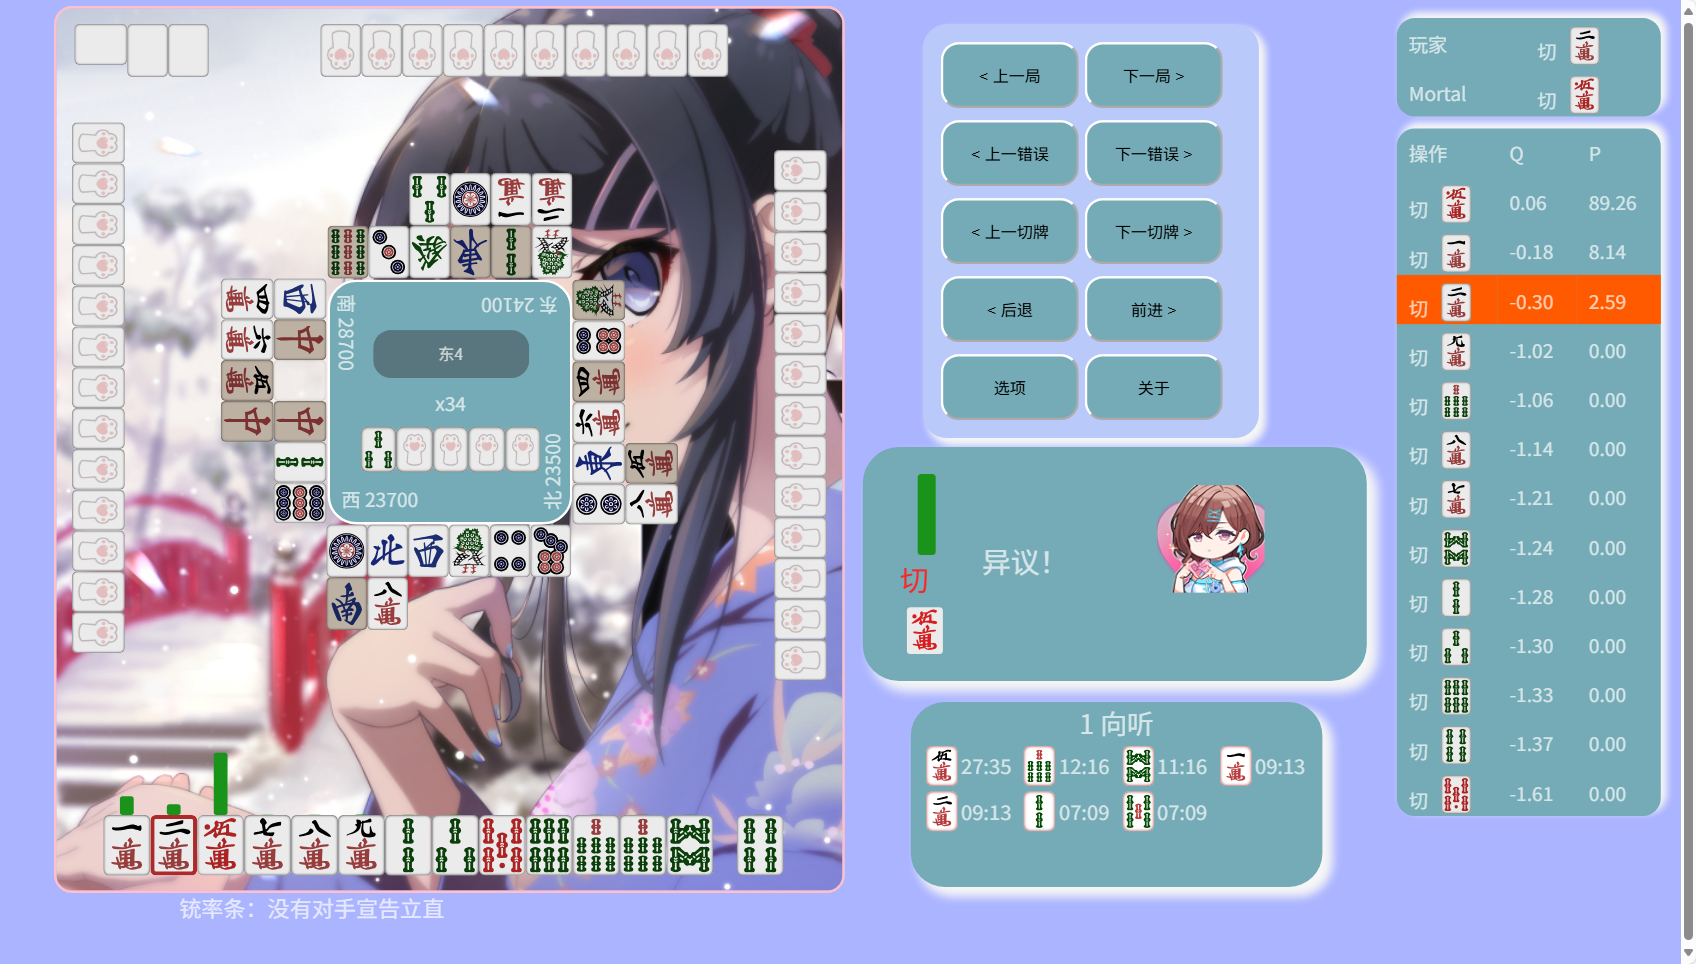 南 28700
东 24100
东4
x34
西 23700
北 23500
铳率条：没有对手宣告立直
< 上一局
下一局 >
< 上一错误
下一错误 >
< 上一切牌
下一切牌 >
< 后退
前进 >
选项
关于
切
异议！
1 向听
27:35
12:16
11:16
09:13
09:13
07:09
07:09
玩家 切
Mortal 切
操作 Q P
切 0.06 89.26
切 -0.18 8.14
切 -0.30 2.59
切 -1.02 0.00
切 -1.06 0.00
切 -1.14 0.00
切 -1.21 0.00
切 -1.24 0.00
切 -1.28 0.00
切 -1.30 0.00
切 -1.33 0.00
切 -1.37 0.00
切 -1.61 0.00